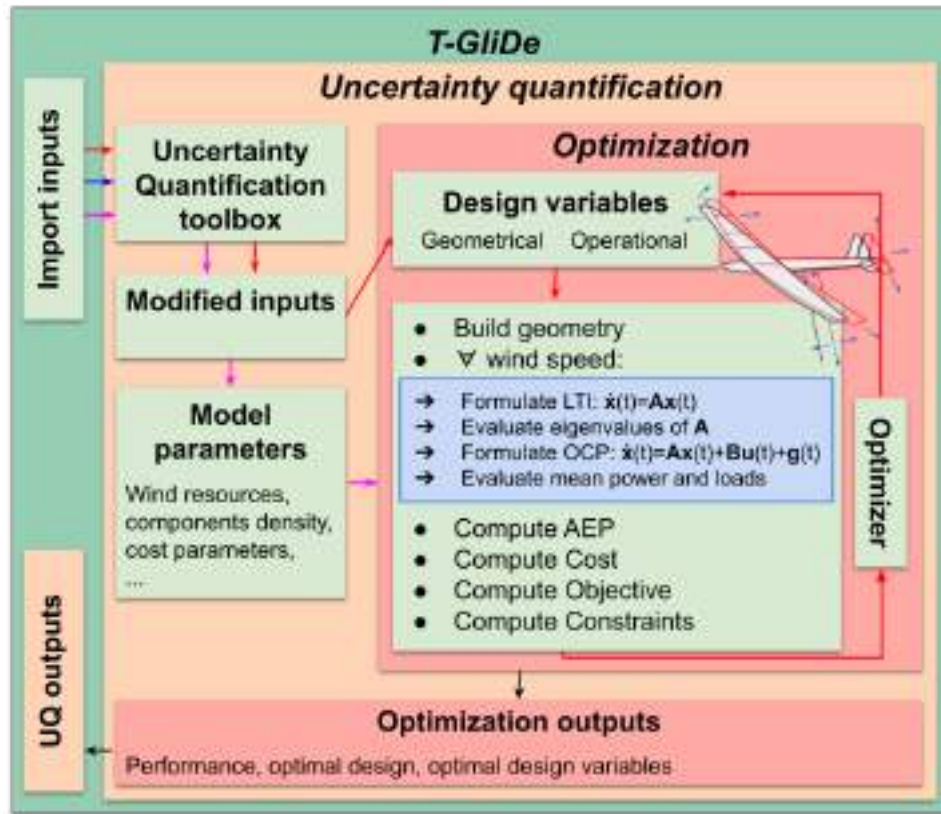 T-GliDe
Uncertainty quantification
Import inputs
Uncertainty
Quantification
toolbox
Modified inputs
Model
parameters
Wind resources,
components density,
cost parameters,
...
Optimization
Design variables
Geometrical Operational
● Build geometry
● ∀ wind speed:
➔ Formulate LTI: ẋ(t)=Ax(t)
➔ Evaluate eigenvalues of A
➔ Formulate OCP: ẋ(t)=Ax(t)+Bu(t)+g(t)
➔ Evaluate mean power and loads
● Compute AEP
● Compute Cost
● Compute Objective
● Compute Constraints
Optimizer
Optimization outputs
Performance, optimal design, optimal design variables
UQ outputs